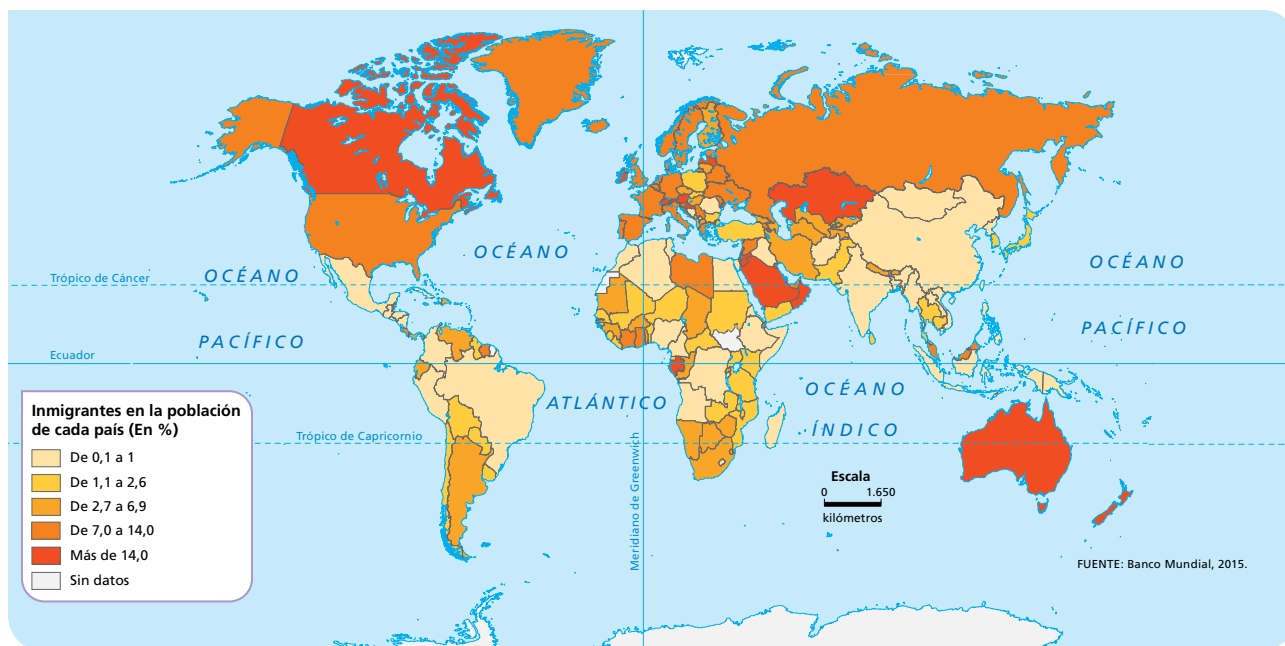 OCÉANO
Trópico de Cáncer
OCÉANO
OCÉANO
PACÍFICO
PACÍFICO
Ecuador
OCÉANO
ATLÁNTICO
ÍNDICO
Trópico de Capricornio
Meridiano de Greenwich
Inmigrantes en la población
de cada país (En %)
De 0,1 a 1
De 1,1 a 2,6
De 2,7 a 6,9
De 7,0 a 14,0
Más de 14,0
Sin datos
Escala
0 1.650
kilómetros
FUENTE: Banco Mundial, 2015.